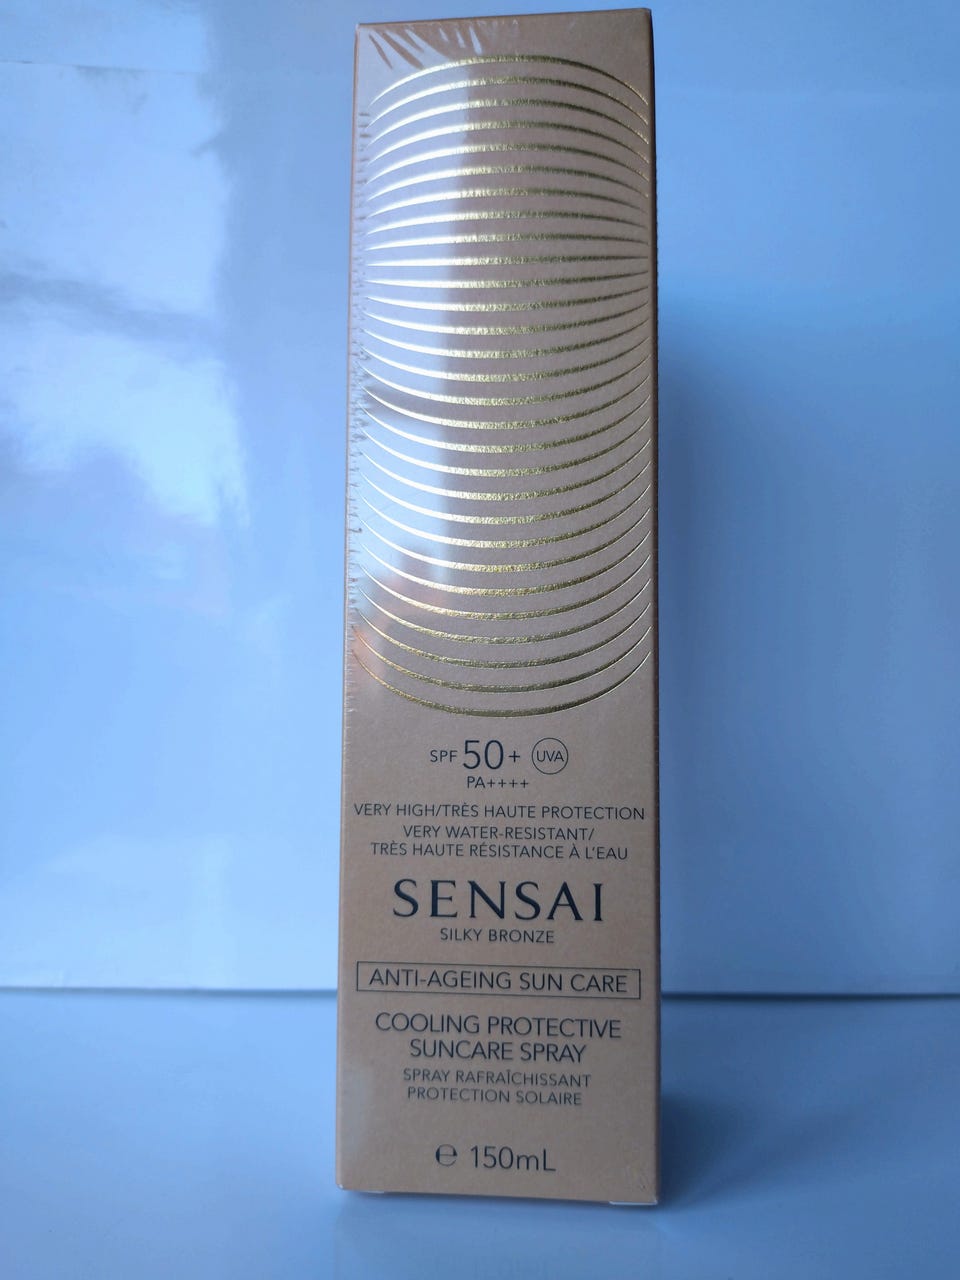 SPF 50+ UVA
PA++++
VERY HIGH/TRÈS HAUTE PROTECTION
VERY WATER-RESISTANT/
TRÈS HAUTE RÉSISTANCE À L'EAU
SENSAI
SILKY BRONZE
ANTI-AGEING SUN CARE
COOLING PROTECTIVE
SUNCARE SPRAY
SPRAY RAFRAÎCHISSANT
PROTECTION SOLAIRE
℮ 150mL